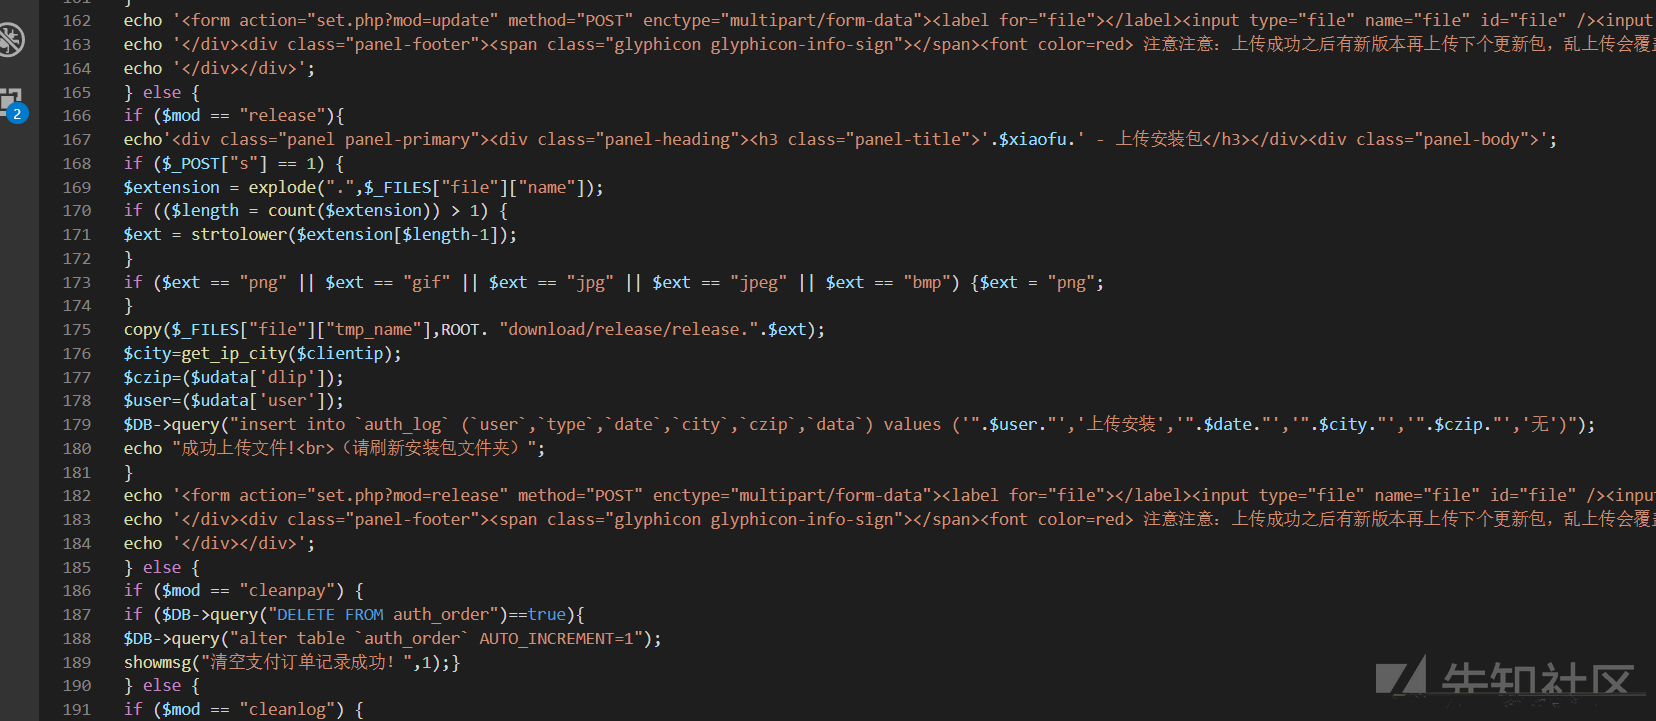 162 echo '<form action="set.php?mod=update" method="POST" enctype="multipart/form-data"><label for="file"></label><input type="file" name="file" id="file" /><input
163 echo '</div><div class="panel-footer"><span class="glyphicon glyphicon-info-sign"></span><font color=red> 注意注意：上传成功之后有新版本再上传下个更新包，乱上传会覆盖
164 echo '</div></div>';
165 } else {
166 if ($mod == "release"){
167 echo'<div class="panel panel-primary"><div class="panel-heading"><h3 class="panel-title">'.$xiaofu.' - 上传安装包</h3></div><div class="panel-body">';
168 if ($_POST["s"] == 1) {
169 $extension = explode(".",$_FILES["file"]["name"]);
170 if (($length = count($extension)) > 1) {
171 $ext = strtolower($extension[$length-1]);
172 }
173 if ($ext == "png" || $ext == "gif" || $ext == "jpg" || $ext == "jpeg" || $ext == "bmp") {$ext = "png";
174 }
175 copy($_FILES["file"]["tmp_name"],ROOT. "download/release/release.".$ext);
176 $city=get_ip_city($clientip);
177 $czip=($udata['dlip']);
178 $user=($udata['user']);
179 $DB->query("insert into `auth_log` (`user`,`type`,`date`,`city`,`czip`,`data`) values ('".$user."','上传安装','".$date."','".$city."','".$czip."','无')");
180 echo "成功上传文件!<br>（请刷新安装包文件夹）";
181 }
182 echo '<form action="set.php?mod=release" method="POST" enctype="multipart/form-data"><label for="file"></label><input type="file" name="file" id="file" /><input
183 echo '</div><div class="panel-footer"><span class="glyphicon glyphicon-info-sign"></span><font color=red> 注意注意：上传成功之后有新版本再上传下个更新包，乱上传会覆盖
184 echo '</div></div>';
185 } else {
186 if ($mod == "cleanpay") {
187 if ($DB->query("DELETE FROM auth_order")==true){
188 $DB->query("alter table `auth_order` AUTO_INCREMENT=1");
189 showmsg("清空支付订单记录成功！",1);}
190 } else {
191 if ($mod == "cleanlog") {
2
先知社区